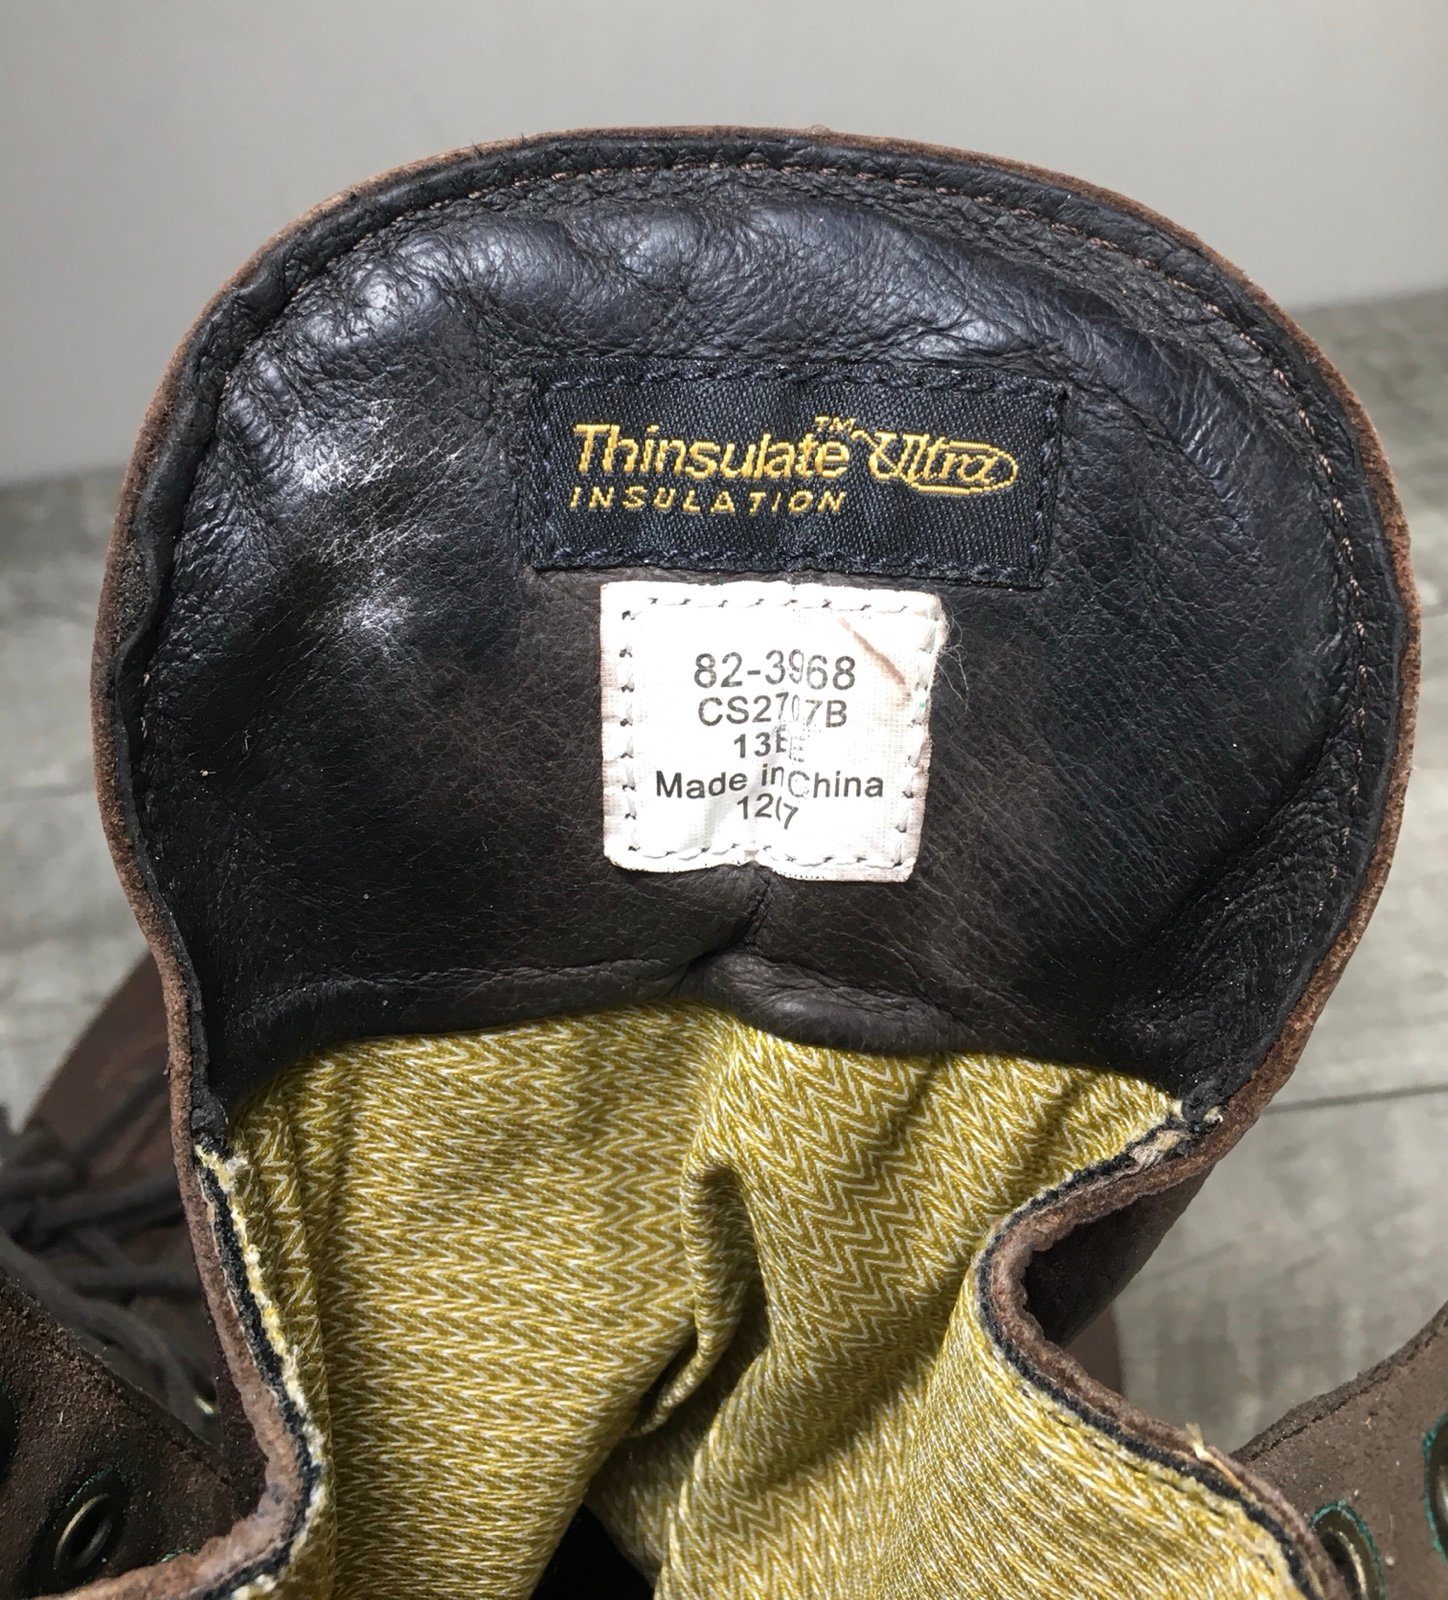 Thinsulate™ Ultra
INSULATION
82-3968
CS2707B
13EE
Made in China
1207